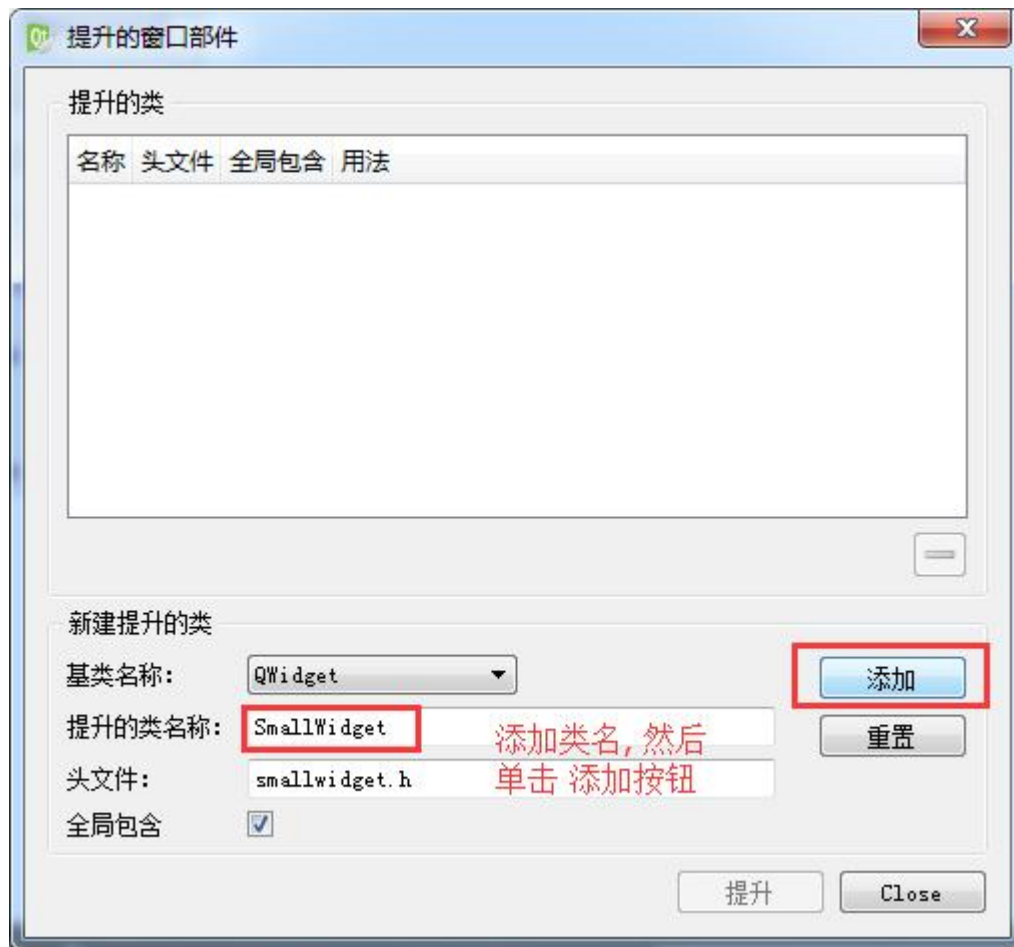 提升的窗口部件
提升的类
名称 头文件 全局包含 用法
新建提升的类
基类名称: QWidget 添加
提升的类名称: SmallWidget 添加类名,然后 重置
头文件: smallwidget.h 单击 添加按钮
全局包含
提升 Close